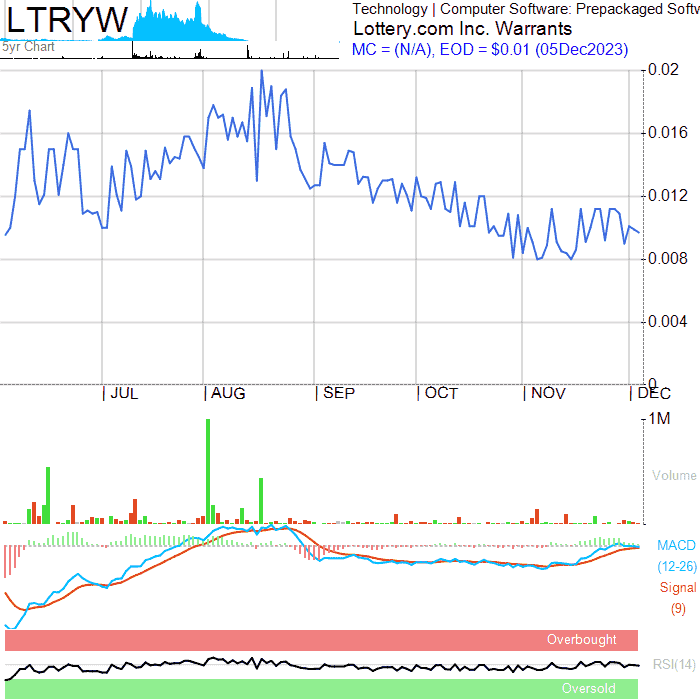 LTRYW
Technology | Computer Software: Prepackaged Softw
Lottery.com Inc. Warrants
5yr Chart
MC = (N/A), EOD = $0.01 (05Dec2023)
0.02
0.016
0.012
0.008
0.004
0
| JUL | AUG | SEP | OCT | NOV | DEC
1M
Volume
MACD
(12-26)
Signal
(9)
Overbought
RSI(14)
Oversold